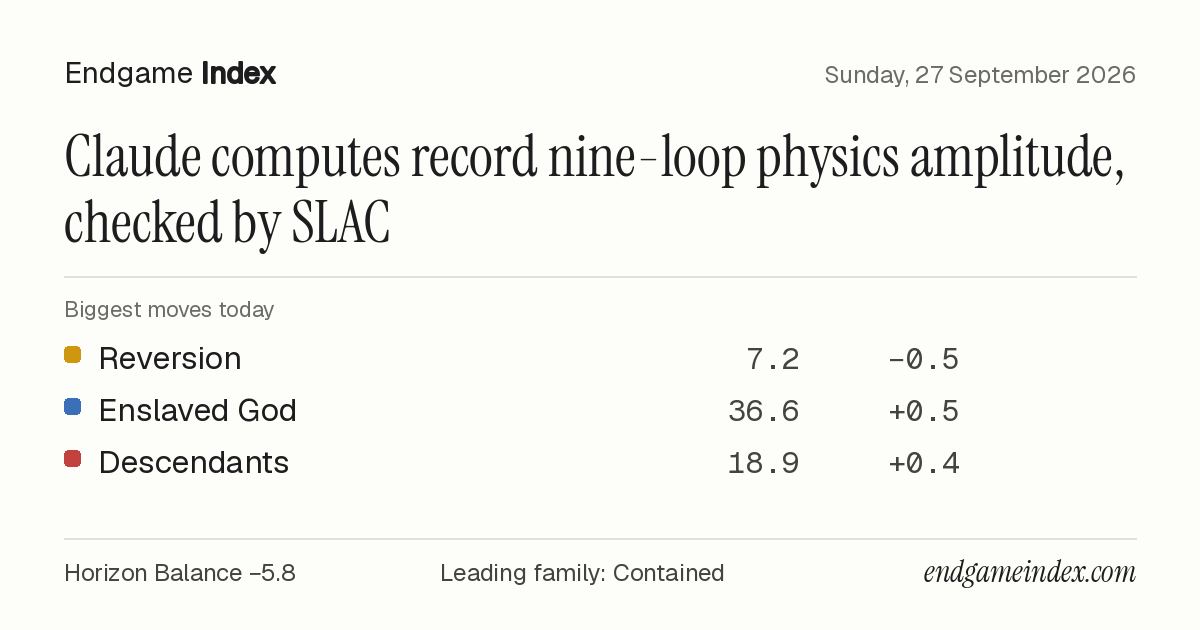 Endgame Index
Sunday, 27 September 2026
Claude computes record nine–loop physics amplitude,
checked by SLAC
Biggest moves today
Reversion 7.2 −0.5
Enslaved God 36.6 +0.5
Descendants 18.9 +0.4
Horizon Balance −5.8
Leading family: Contained
endgameindex.com